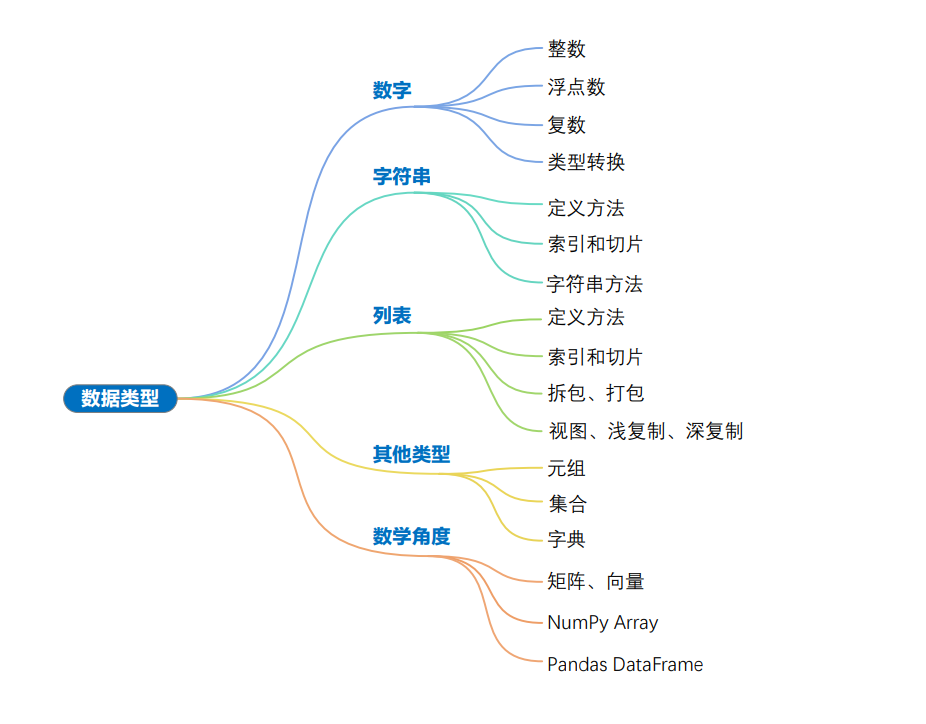 数据类型
数字
整数
浮点数
复数
类型转换
字符串
定义方法
索引和切片
字符串方法
列表
定义方法
索引和切片
拆包、打包
视图、浅复制、深复制
其他类型
元组
集合
字典
数学角度
矩阵、向量
NumPy Array
Pandas DataFrame